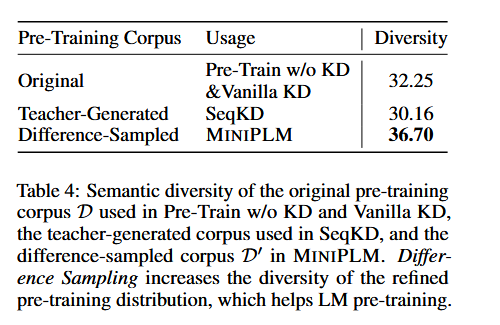 Pre-Training Corpus Usage Diversity
Original Pre-Train w/o KD &Vanilla KD 32.25
Teacher-Generated SeqKD 30.16
Difference-Sampled MINIPLM 36.70
Table 4: Semantic diversity of the original pre-training
corpus D used in Pre-Train w/o KD and Vanilla KD,
the teacher-generated corpus used in SeqKD, and the
difference-sampled corpus D′ in MINIPLM. Differ-
ence Sampling increases the diversity of the refined
pre-training distribution, which helps LM pre-training.